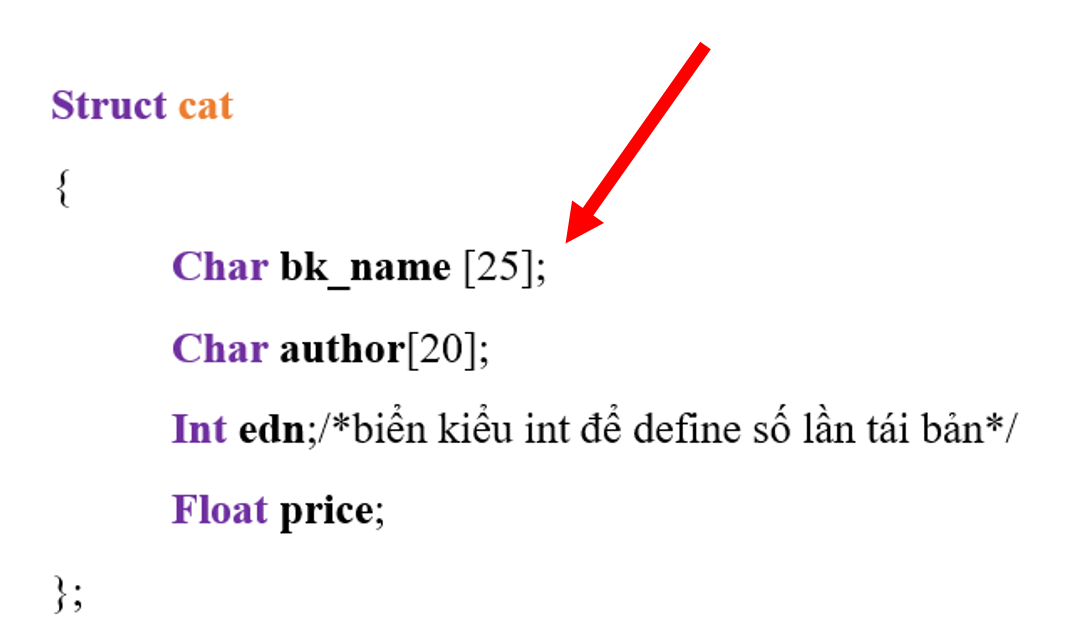 Struct cat
{
Char bk_name [25];
Char author[20];
Int edn;/*biển kiểu int để define số lần tái bản*/
Float price;
};